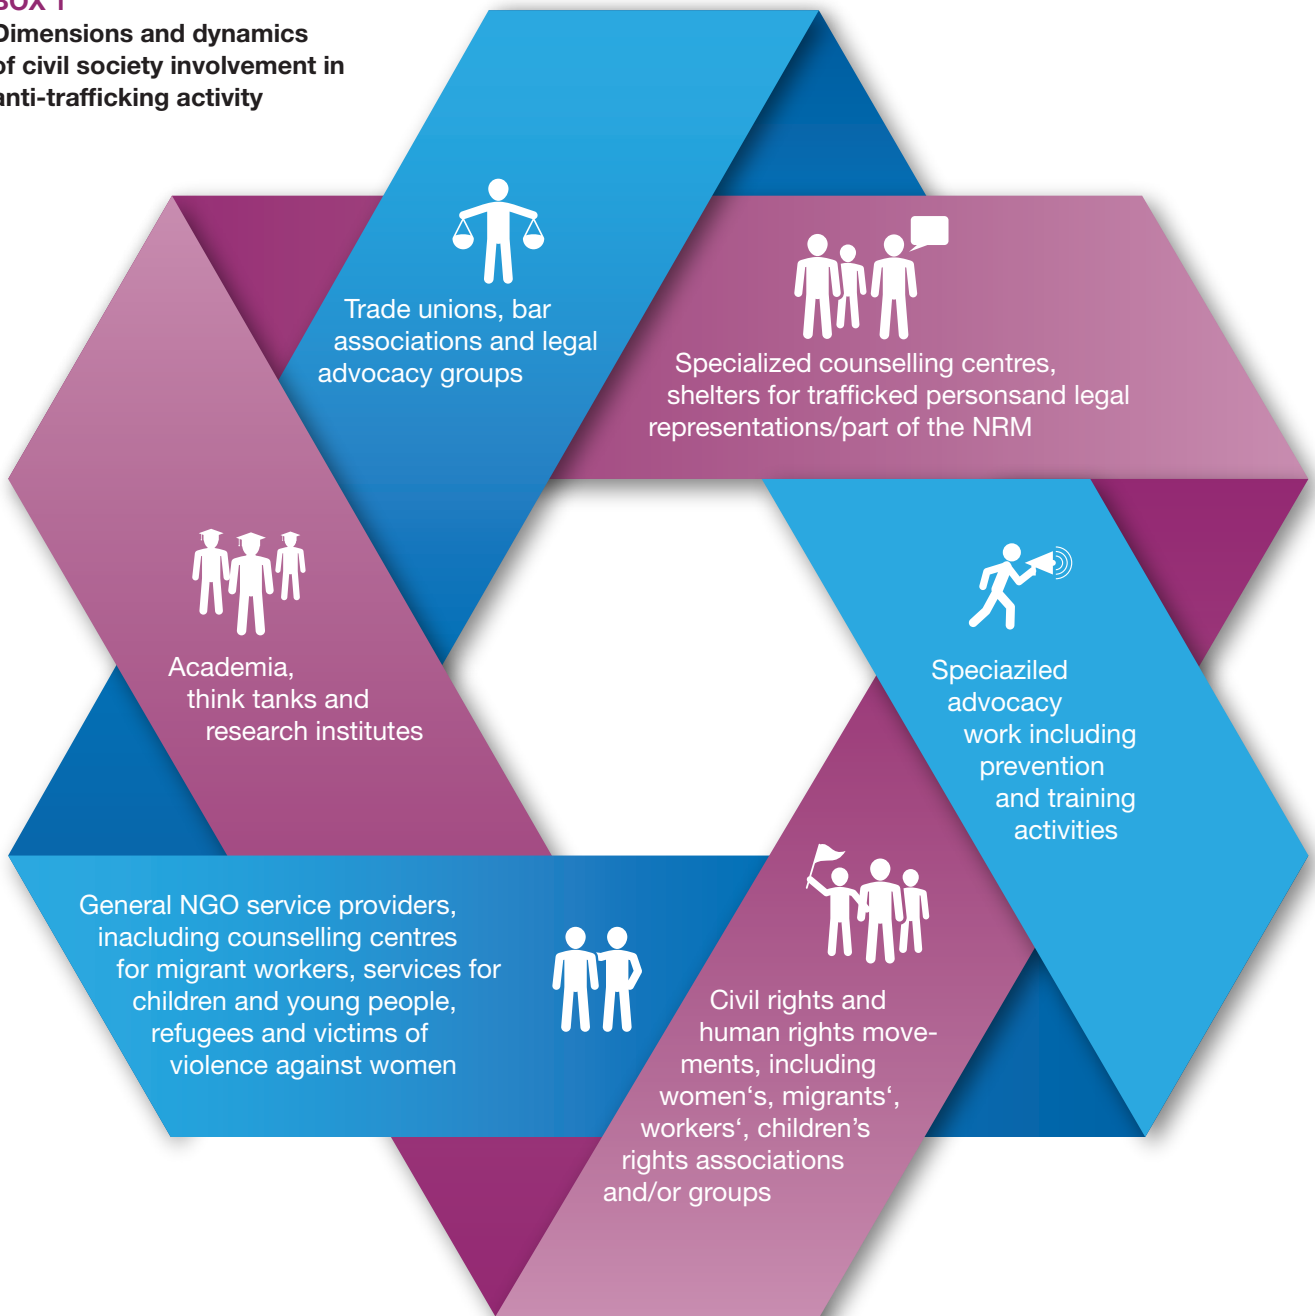 BOX 1
Dimensions and dynamics
of civil society involvement in
anti-trafficking activity
Trade unions, bar
associations and legal
advocacy groups
Specialized counselling centres,
shelters for trafficked personsand legal
representations/part of the NRM
Academia,
think tanks and
research institutes
Speciaziled
advocacy
work including
prevention
and training
activities
General NGO service providers,
inacluding counselling centres
for migrant workers, services for
children and young people,
refugees and victims of
violence against women
Civil rights and
human rights move-
ments, including
women‘s, migrants‘,
workers‘, children’s
rights associations
and/or groups